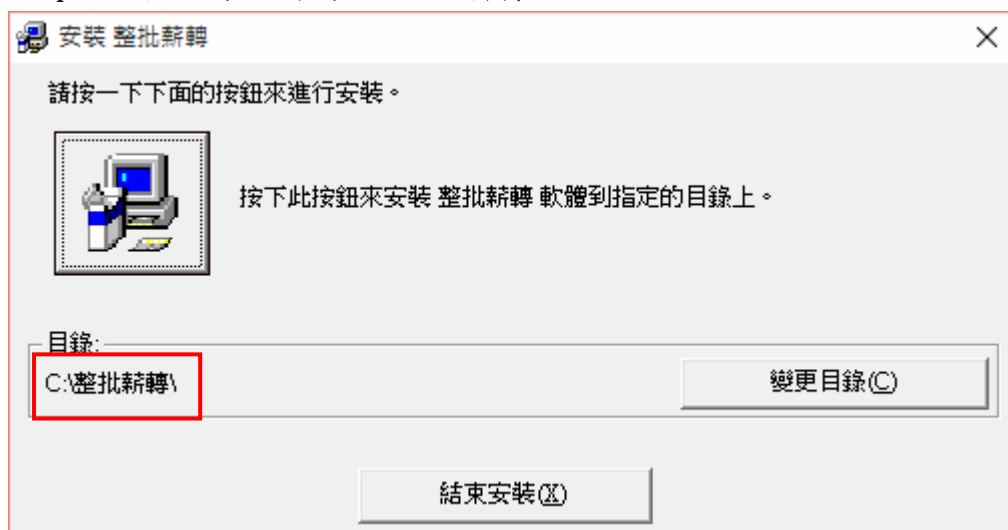 安裝 整批薪轉
請按一下下面的按鈕來進行安裝。
按下此按鈕來安裝 整批薪轉 軟體到指定的目錄上。
目錄:
C:\整批薪轉\
變更目錄(C)
結束安裝(X)